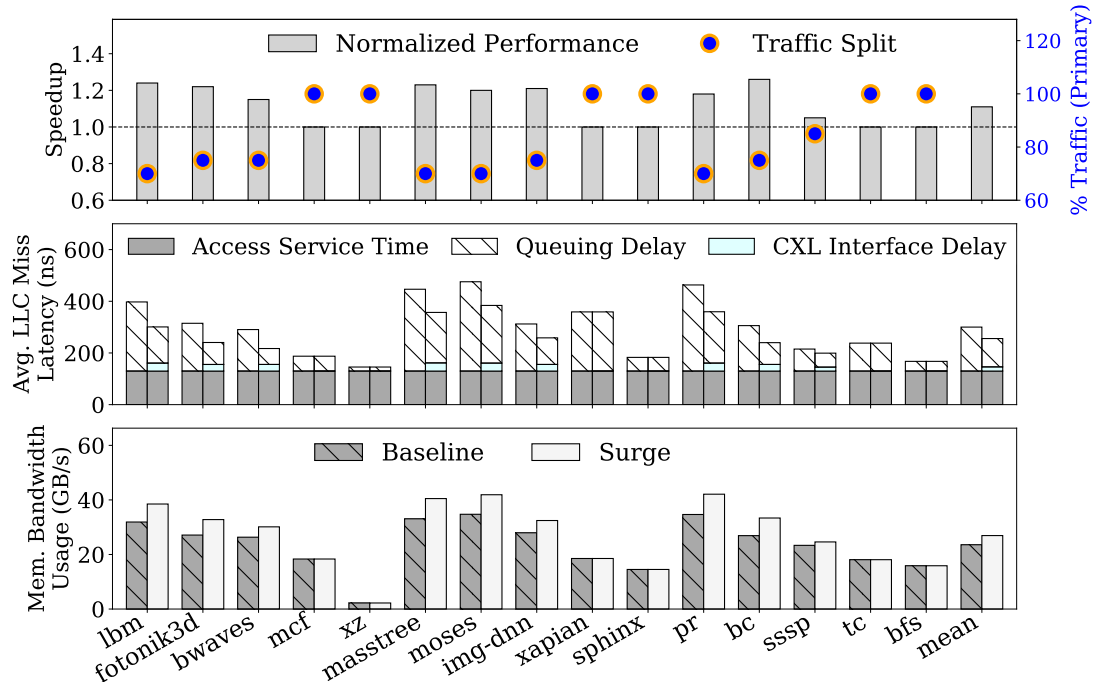 Normalized Performance
Traffic Split
Speedup
% Traffic (Primary)
1.4
1.2
1.0
0.8
0.6
120
100
80
60
Access Service Time
Queuing Delay
CXL Interface Delay
Avg. LLC Miss
Latency (ns)
600
400
200
0
Baseline
Surge
Mem. Bandwidth
Usage (GB/s)
60
40
20
0
lbm
fotonik3d
bwaves
mcf
xz
masstree
moses
img-dnn
xapian
sphinx
pr
bc
sssp
tc
bfs
mean